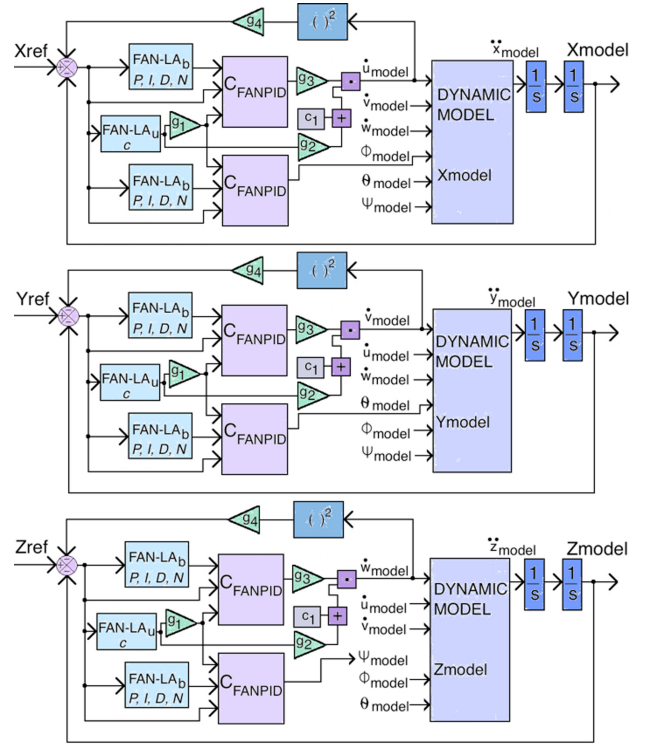 g4
( )²
Xref
+
-
-
FAN-LAb
P, I, D, N
CFANPID
g3
·
u̇model
ẍmodel
Xmodel
1/s
1/s
v̇model
DYNAMIC
MODEL
FAN-LAu
c
g1
c1
+
ẇmodel
g2
Φmodel
FAN-LAb
P, I, D, N
CFANPID
Xmodel
θmodel
Ψmodel
g4
( )²
Yref
+
-
-
FAN-LAb
P, I, D, N
CFANPID
g3
·
v̇model
ÿmodel
Ymodel
1/s
1/s
u̇model
DYNAMIC
MODEL
FAN-LAu
c
g1
c1
+
ẇmodel
g2
θmodel
FAN-LAb
P, I, D, N
CFANPID
Ymodel
Φmodel
Ψmodel
g4
( )²
Zref
+
-
-
FAN-LAb
P, I, D, N
CFANPID
g3
·
ẇmodel
z̈model
Zmodel
1/s
1/s
u̇model
DYNAMIC
MODEL
FAN-LAu
c
g1
c1
+
v̇model
g2
Ψmodel
FAN-LAb
P, I, D, N
CFANPID
Zmodel
Φmodel
θmodel